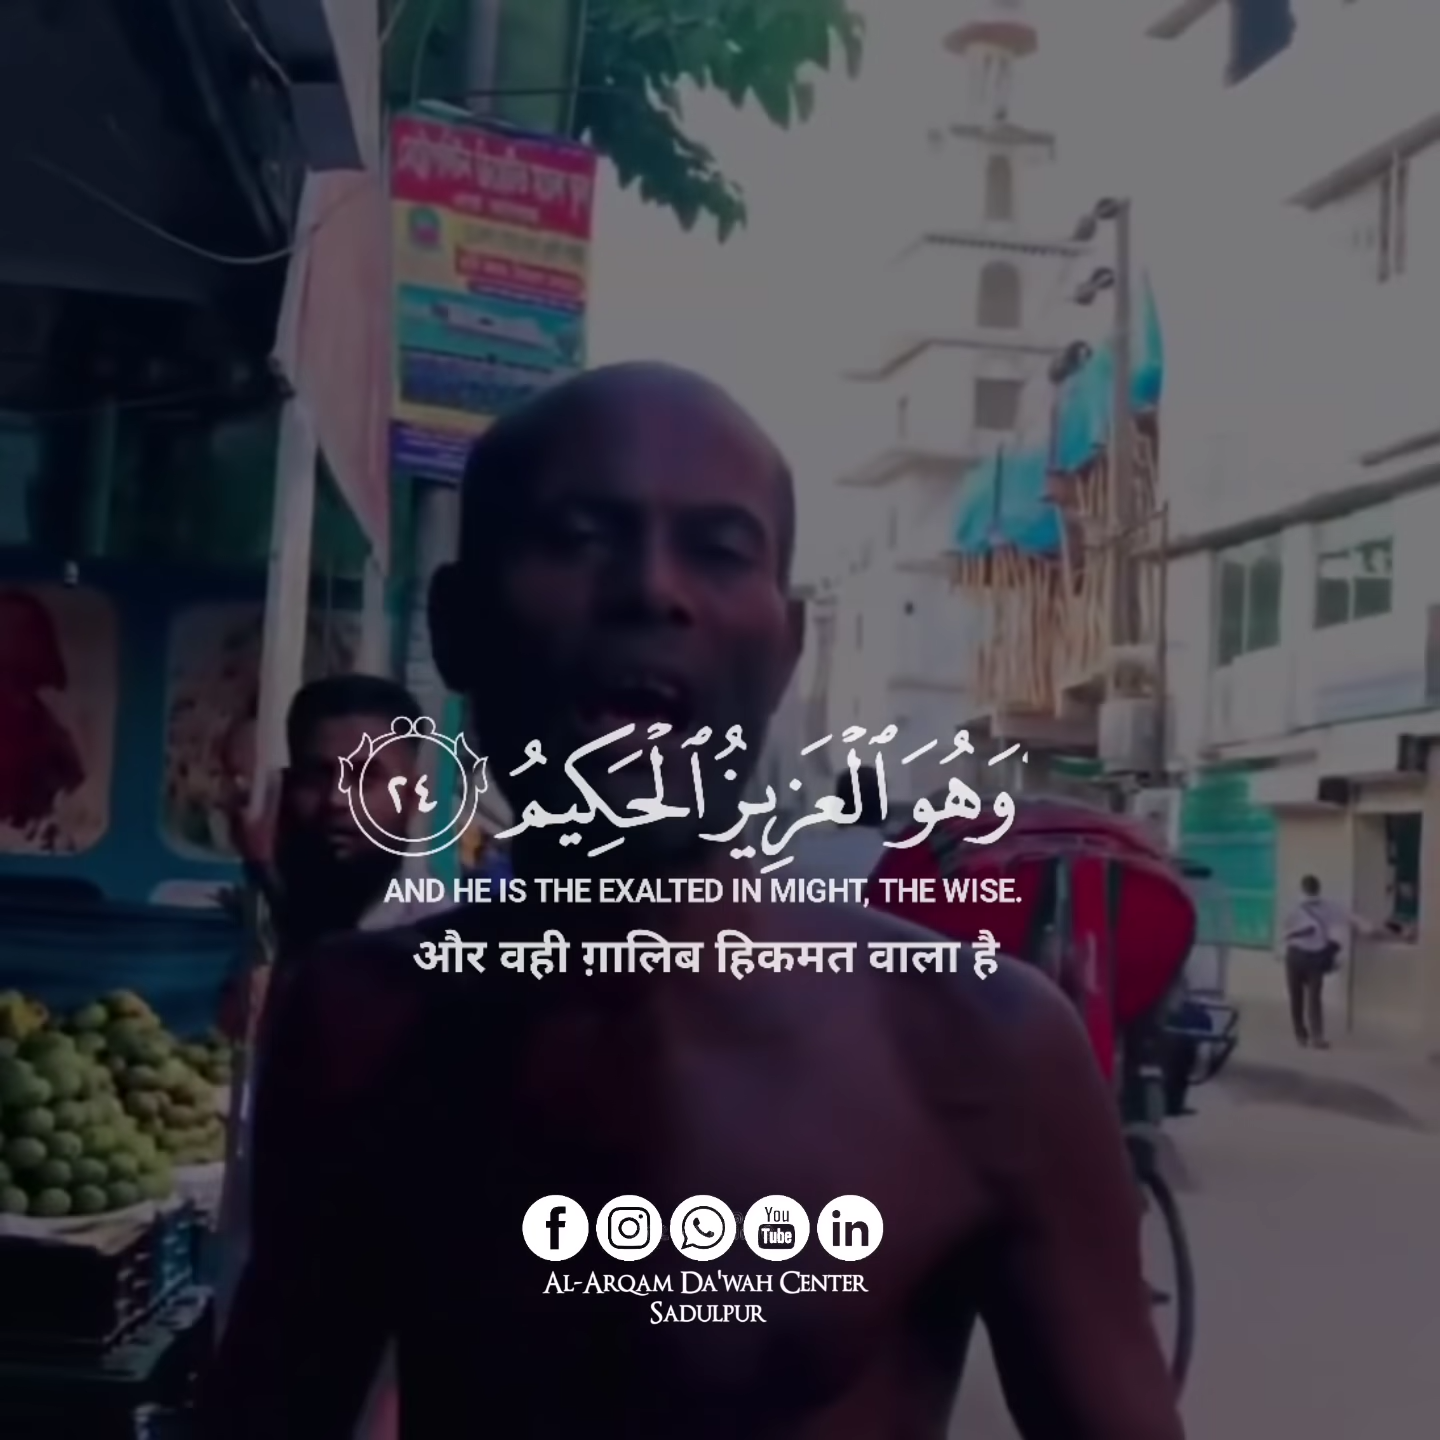 وَهُوَ ٱلْعَزِيزُ ٱلْحَكِيمُ ٢٤
AND HE IS THE EXALTED IN MIGHT, THE WISE.
और वही ग़ालिब हिकमत वाला है
You
Tube
AL-ARQAM DA'WAH CENTER
SADULPUR